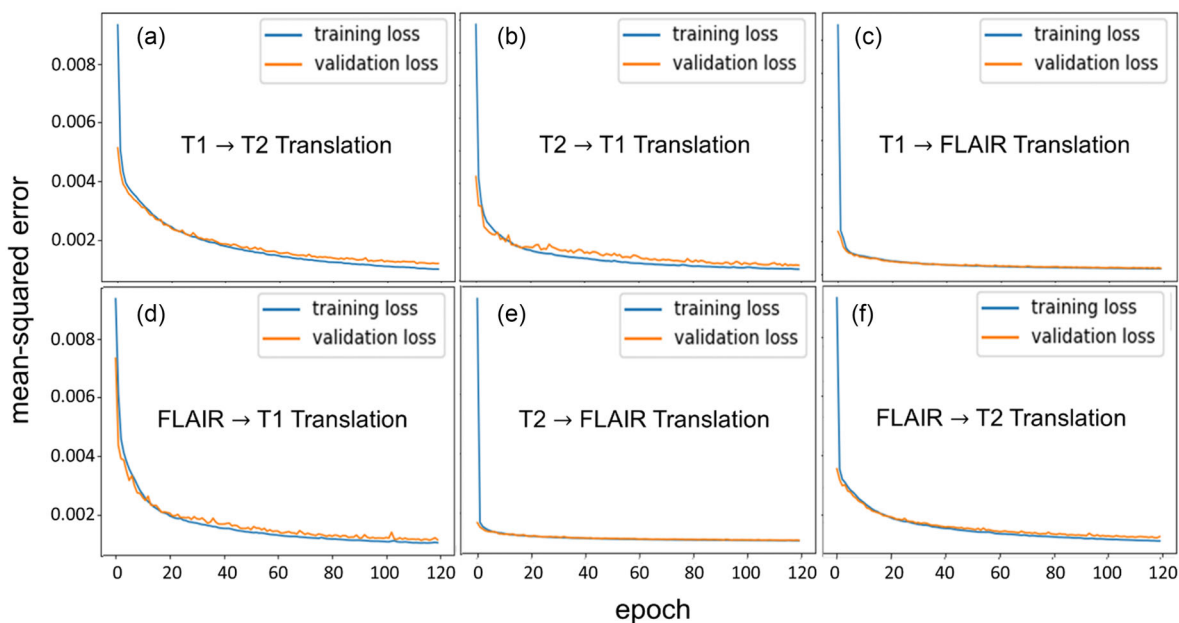 mean-squared error
0.008
0.006
0.004
0.002
(a)
training loss
validation loss
T1 → T2 Translation
(b)
training loss
validation loss
T2 → T1 Translation
(c)
training loss
validation loss
T1 → FLAIR Translation
0.008
0.006
0.004
0.002
(d)
training loss
validation loss
FLAIR → T1 Translation
0 20 40 60 80 100 120
(e)
training loss
validation loss
T2 → FLAIR Translation
0 20 40 60 80 100 120
(f)
training loss
validation loss
FLAIR → T2 Translation
0 20 40 60 80 100 120
epoch